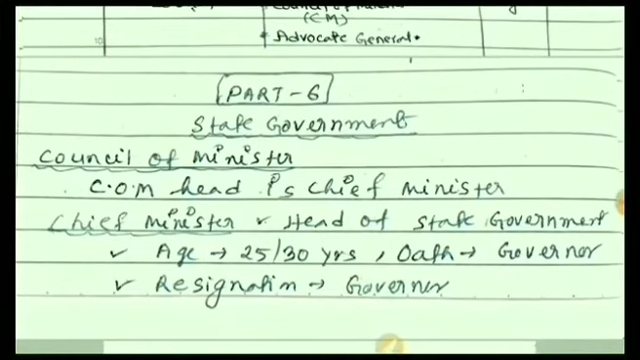 (CM)
• Advocate General.
PART-6
State Government
Council of minister
C.O.M head is chief minister
Chief minister ✓ Head of State Government
✓ Age → 25/30 yrs, Oath → Governor
✓ Resignation → Governor